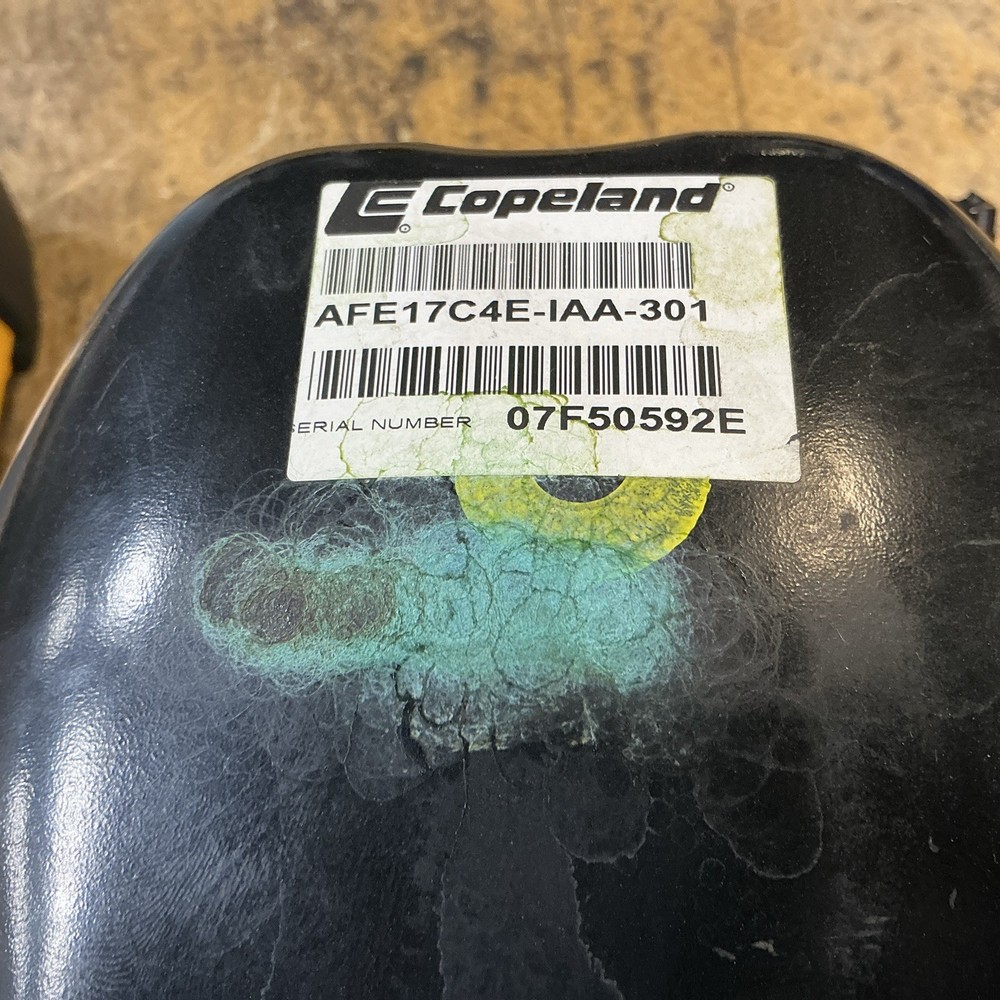 Copeland®
®
AFE17C4E-IAA-301
SERIAL NUMBER 07F50592E